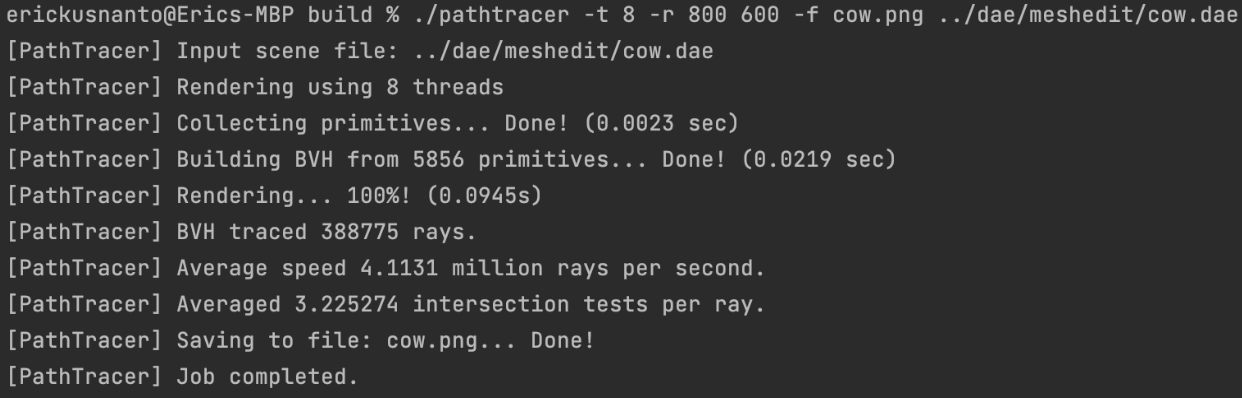 erickusnanto@Erics-MBP build % ./pathtracer -t 8 -r 800 600 -f cow.png ../dae/meshedit/cow.dae
[PathTracer] Input scene file: ../dae/meshedit/cow.dae
[PathTracer] Rendering using 8 threads
[PathTracer] Collecting primitives... Done! (0.0023 sec)
[PathTracer] Building BVH from 5856 primitives... Done! (0.0219 sec)
[PathTracer] Rendering... 100%! (0.0945s)
[PathTracer] BVH traced 388775 rays.
[PathTracer] Average speed 4.1131 million rays per second.
[PathTracer] Averaged 3.225274 intersection tests per ray.
[PathTracer] Saving to file: cow.png... Done!
[PathTracer] Job completed.